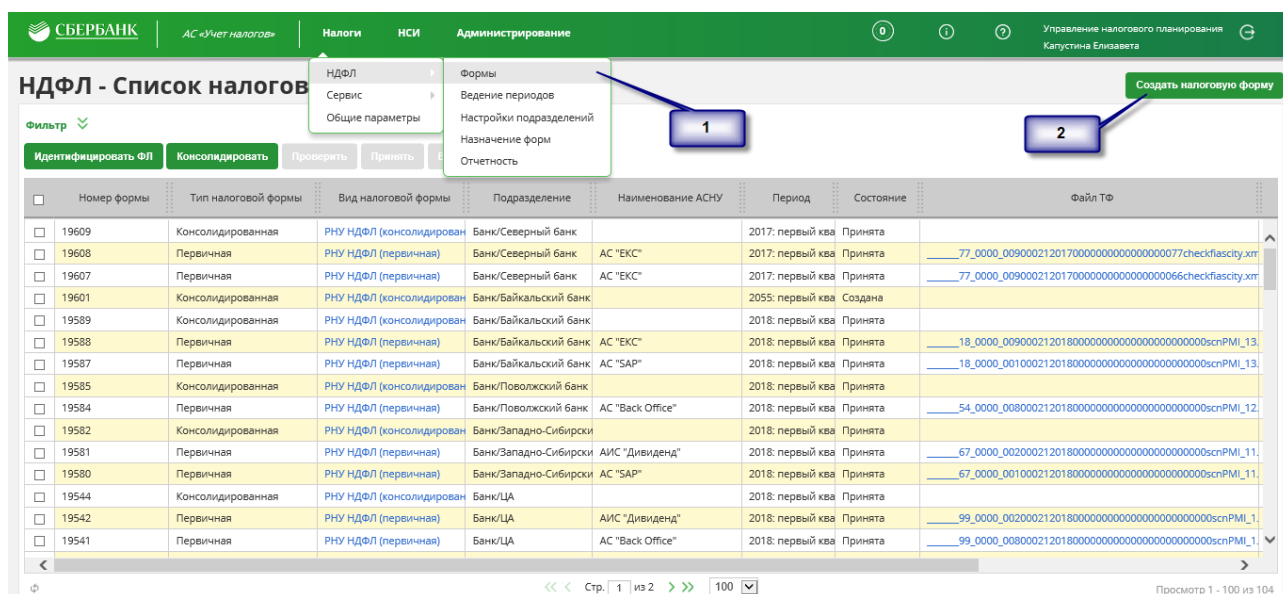 СБЕРБАНК АС «Учет налогов» Налоги НСИ Администрирование 0 Управление налогового планирования
Капустина Елизавета
НДФЛ - Список налогов
Создать налоговую форму
НДФЛ
Сервис
Общие параметры
Формы
Ведение периодов
Настройки подразделений
Назначение форм
Отчетность
1
2
Фильтр
Идентифицировать ФЛ Консолидировать Проверить Принять
Номер формы Тип налоговой формы Вид налоговой формы Подразделение Наименование АСНУ Период Состояние Файл ТФ
19609 Консолидированная РНУ НДФЛ (консолидирован Банк/Северный банк 2017: первый ква Принята
19608 Первичная РНУ НДФЛ (первичная) Банк/Северный банк АС "ЕКС" 2017: первый ква Принята
19607 Первичная РНУ НДФЛ (первичная) Банк/Северный банк АС "ЕКС" 2017: первый ква Принята
19601 Консолидированная РНУ НДФЛ (консолидирован Банк/Байкальский банк 2055: первый ква Создана
19589 Консолидированная РНУ НДФЛ (консолидирован Банк/Байкальский банк 2018: первый ква Принята
19588 Первичная РНУ НДФЛ (первичная) Банк/Байкальский банк АС "ЕКС" 2018: первый ква Принята
19587 Первичная РНУ НДФЛ (первичная) Банк/Байкальский банк АС "SAP" 2018: первый ква Принята
19585 Консолидированная РНУ НДФЛ (консолидирован Банк/Поволжский банк 2018: первый ква Принята
19584 Первичная РНУ НДФЛ (первичная) Банк/Поволжский банк АС "Back Office" 2018: первый ква Принята
19582 Консолидированная РНУ НДФЛ (консолидирован Банк/Западно-Сибирски 2018: первый ква Принята
19581 Первичная РНУ НДФЛ (первичная) Банк/Западно-Сибирски АИС "Дивиденд" 2018: первый ква Принята
19580 Первичная РНУ НДФЛ (первичная) Банк/Западно-Сибирски АС "SAP" 2018: первый ква Принята
19544 Консолидированная РНУ НДФЛ (консолидирован Банк/ЦА 2018: первый ква Принята
19542 Первичная РНУ НДФЛ (первичная) Банк/ЦА АИС "Дивиденд" 2018: первый ква Принята
19541 Первичная РНУ НДФЛ (первичная) Банк/ЦА АС "Back Office" 2018: первый ква Принята
Стр. 1 из 2 100 Просмотр 1 - 100 из 104